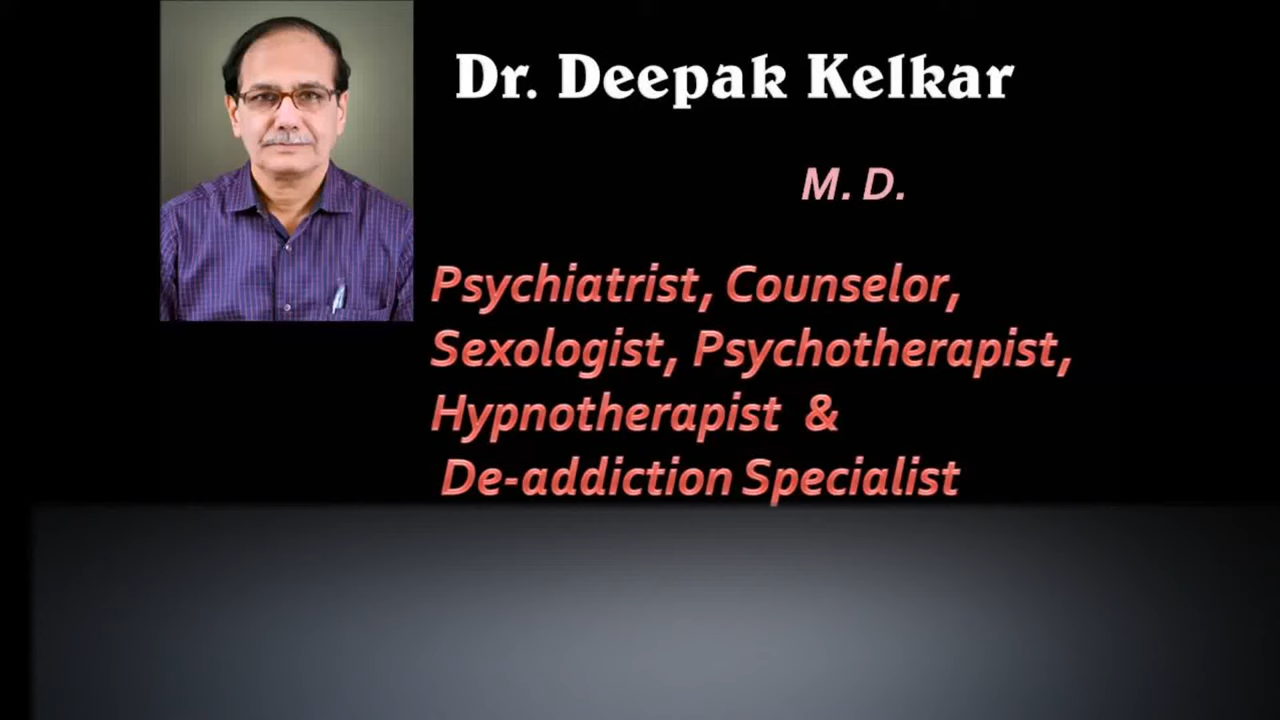 Dr. Deepak Kelkar
M. D.
Psychiatrist, Counselor,
Sexologist, Psychotherapist,
Hypnotherapist &
De-addiction Specialist